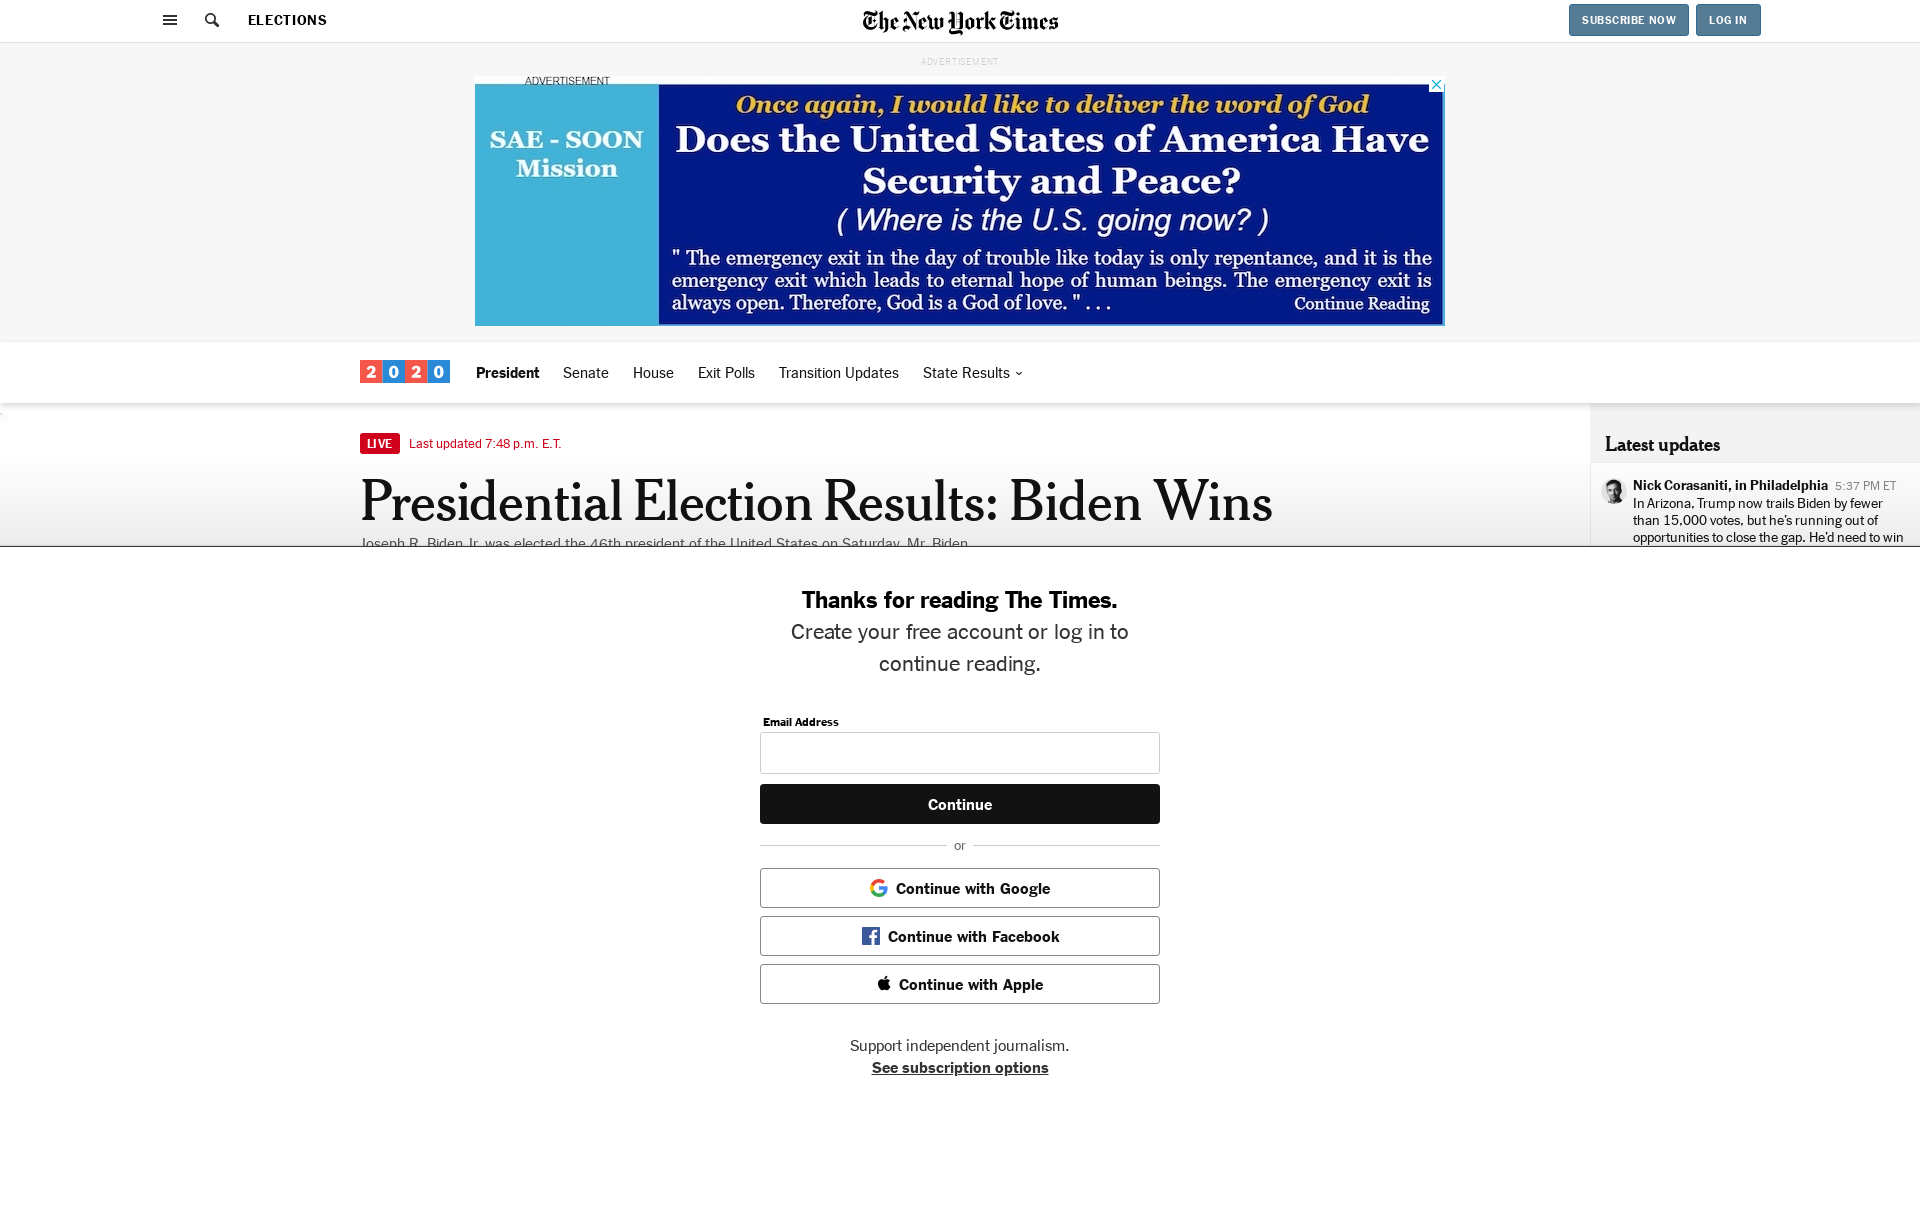 ELECTIONS
The New York Times
SUBSCRIBE NOW
LOG IN
ADVERTISEMENT
ADVERTISEMENT
SAE - SOON
Mission
Once again, I would like to deliver the word of God
Does the United States of America Have
Security and Peace?
( Where is the U.S. going now? )
" The emergency exit in the day of trouble like today is only repentance, and it is the
emergency exit which leads to eternal hope of human beings. The emergency exit is
always open. Therefore, God is a God of love. " . . .
Continue Reading
2020
President
Senate
House
Exit Polls
Transition Updates
State Results
LIVE
Last updated 7:48 p.m. E.T.
Presidential Election Results: Biden Wins
Joseph R. Biden Jr. was elected the 46th president of the United States on Saturday. Mr. Biden
Latest updates
Nick Corasaniti, in Philadelphia 5:37 PM ET
In Arizona, Trump now trails Biden by fewer
than 15,000 votes, but he's running out of
opportunities to close the gap. He'd need to win
Thanks for reading The Times.
Create your free account or log in to
continue reading.
Email Address
Continue
or
Continue with Google
Continue with Facebook
Continue with Apple
Support independent journalism.
See subscription options